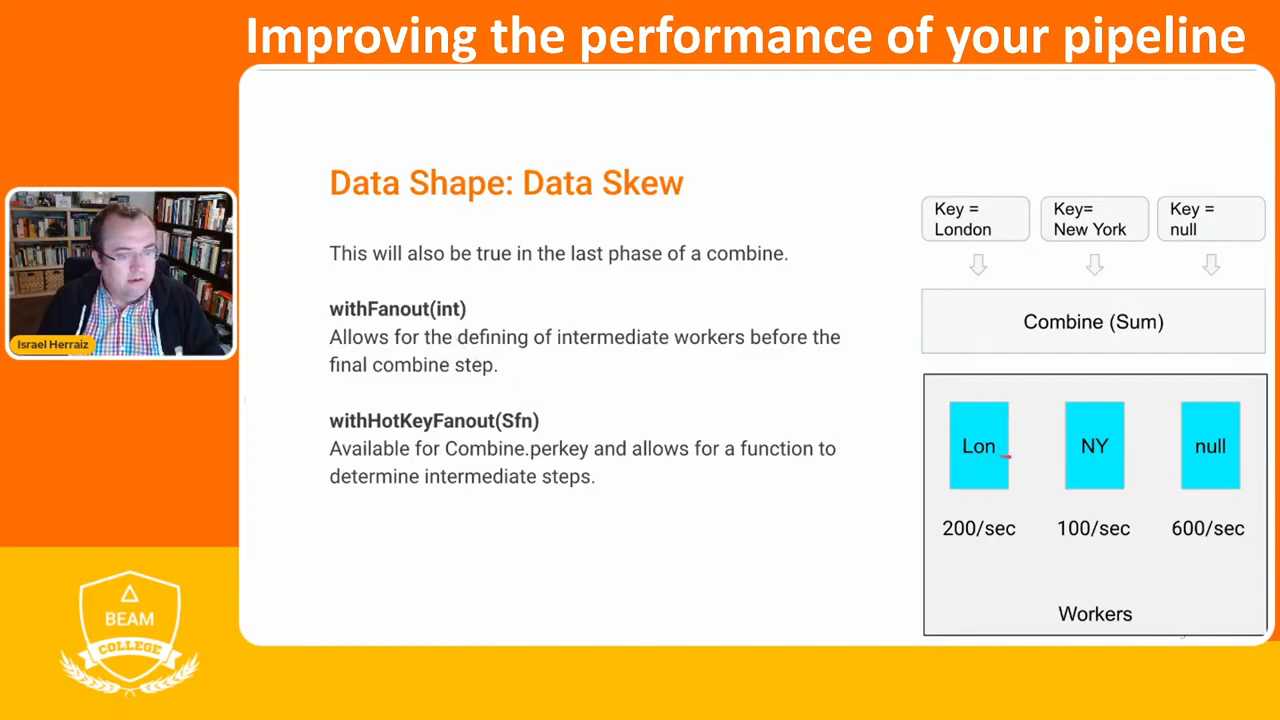 Improving the performance of your pipeline
Data Shape: Data Skew
This will also be true in the last phase of a combine.
withFanout(int)
Allows for the defining of intermediate workers before the
final combine step.
withHotKeyFanout(Sfn)
Available for Combine.perkey and allows for a function to
determine intermediate steps.
Key =
London
Key=
New York
Key =
null
Combine (Sum)
Lon
NY
null
200/sec
100/sec
600/sec
Workers
Israel Herraiz
BEAM
COLLEGE